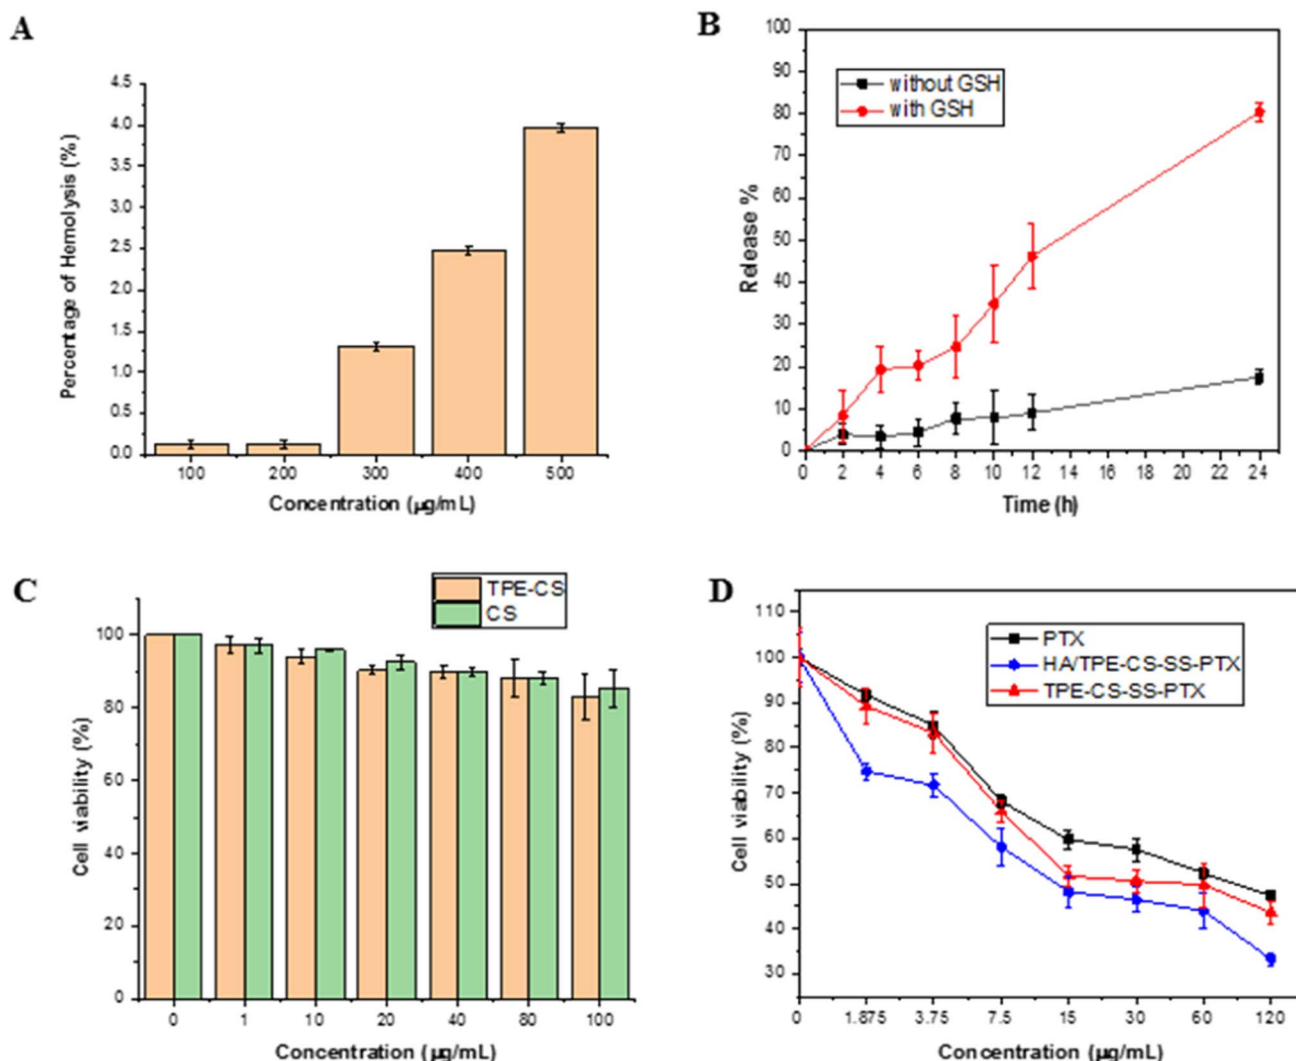 A
Percentage of Hemolysis (%)
4.5
4.0
3.5
3.0
2.5
2.0
1.5
1.0
0.5
0.0
100 200 300 400 500
Concentration (μg/mL)
B
Release %
100
90
80
70
60
50
40
30
20
10
0
without GSH
with GSH
0 2 4 6 8 10 12 14 16 18 20 22 24
Time (h)
C
Cell viability (%)
TPE-CS
CS
100
80
60
40
20
0
0 1 10 20 40 80 100
Concentration (μg/mL)
D
Cell viability (%)
110
100
90
80
70
60
50
40
30
PTX
HA/TPE-CS-SS-PTX
TPE-CS-SS-PTX
0 1.875 3.75 7.5 15 30 60 120
Concentration (μg/mL)